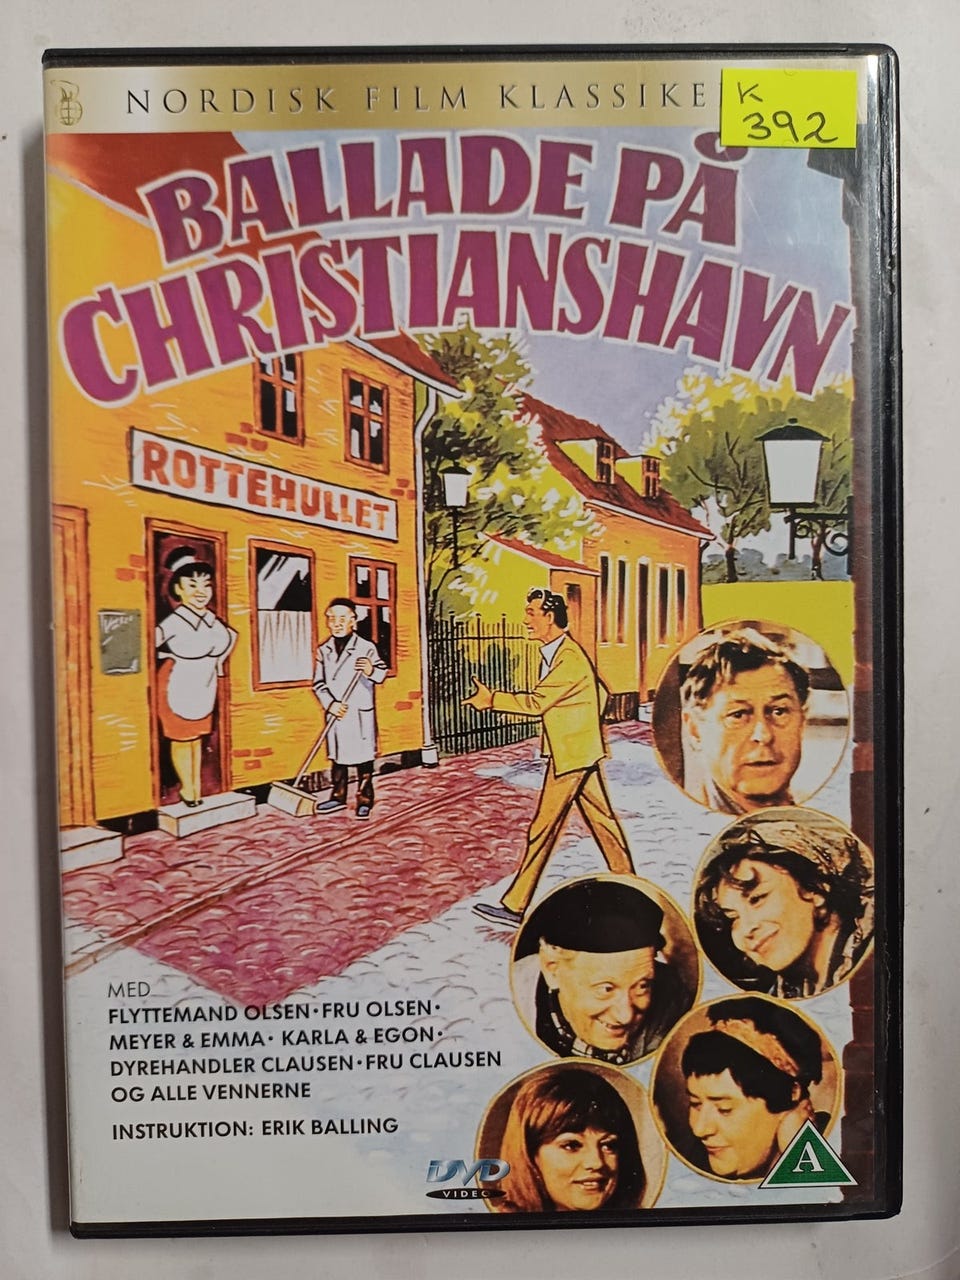 NORDISK FILM KLASSIKE
K
392
BALLADE PÅ
CHRISTIANSHAVN
ROTTEHULLET
MED
FLYTTEMAND OLSEN · FRU OLSEN ·
MEYER & EMMA · KARLA & EGON ·
DYREHANDLER CLAUSEN · FRU CLAUSEN
OG ALLE VENNERNE
INSTRUKTION: ERIK BALLING
DVD
VIDEO
A